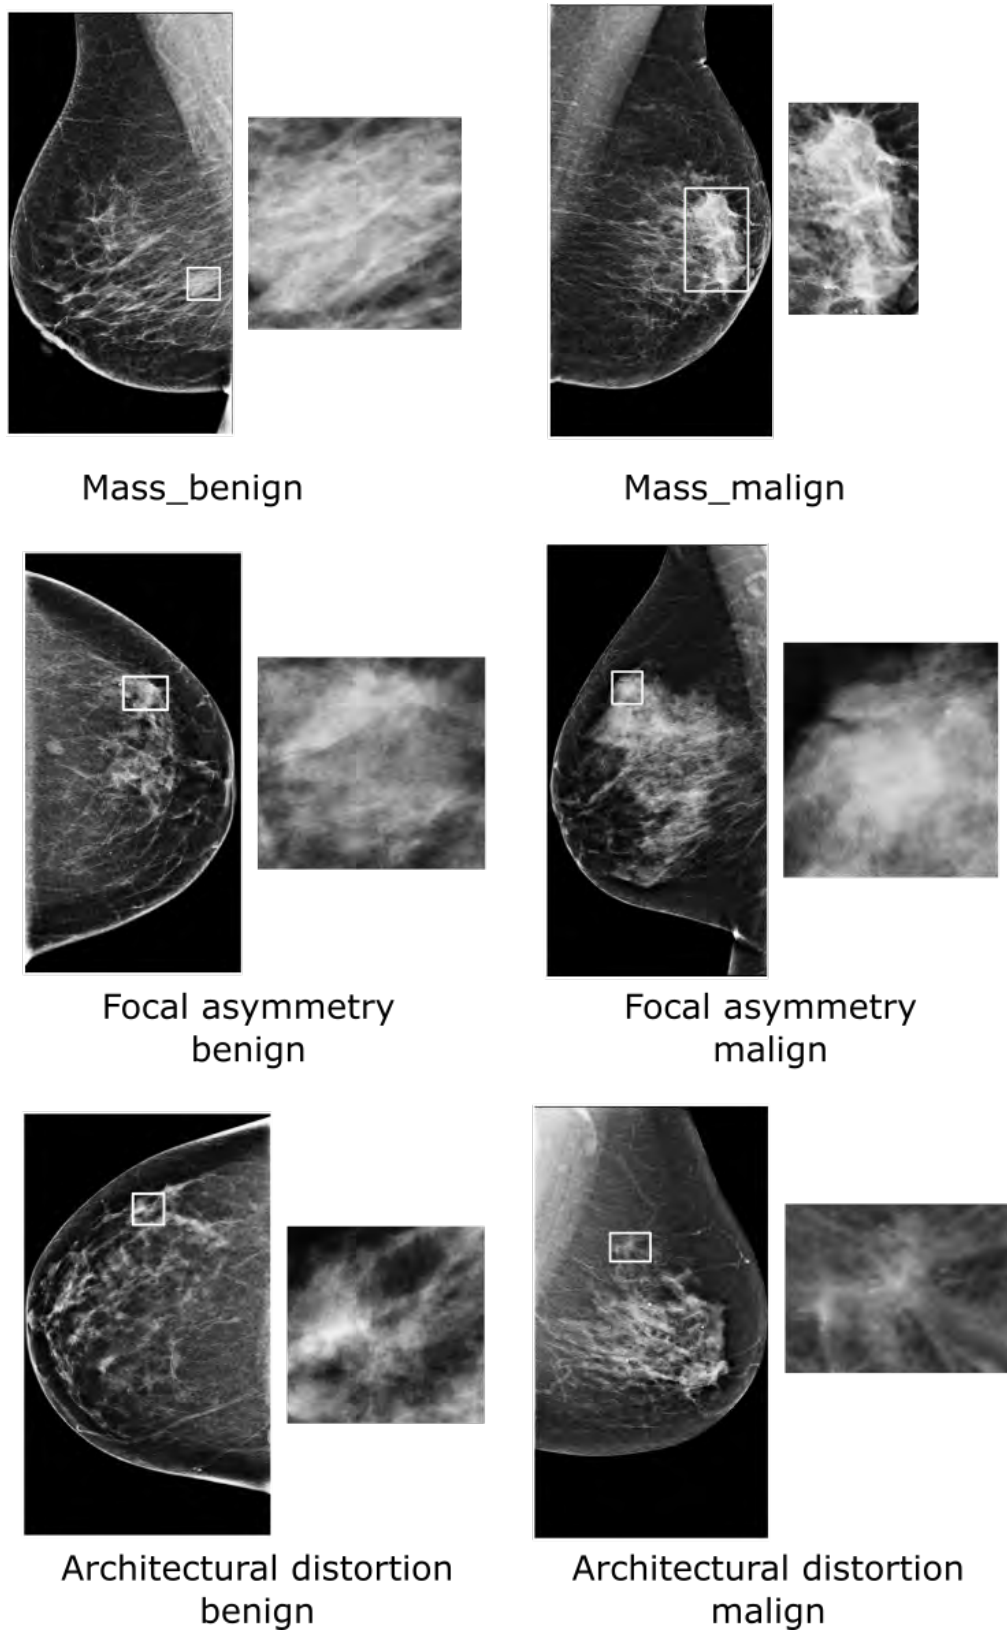 Mass_benign
Mass_malign
Focal asymmetry
benign
Focal asymmetry
malign
Architectural distortion
benign
Architectural distortion
malign